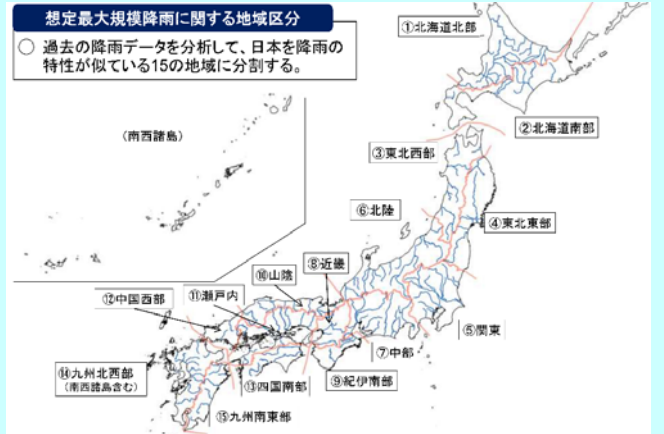 想定最大規模降雨に関する地域区分
○ 過去の降雨データを分析して、日本を降雨の
特性が似ている15の地域に分割する。
(南西諸島)
①北海道北部
②北海道南部
③東北西部
④東北東部
⑥北陸
⑧近畿
⑩山陰
⑪瀬戸内
⑫中国西部
⑤関東
⑦中部
⑨紀伊南部
⑬四国南部
⑭九州北西部
(南西諸島含む)
⑮九州南東部